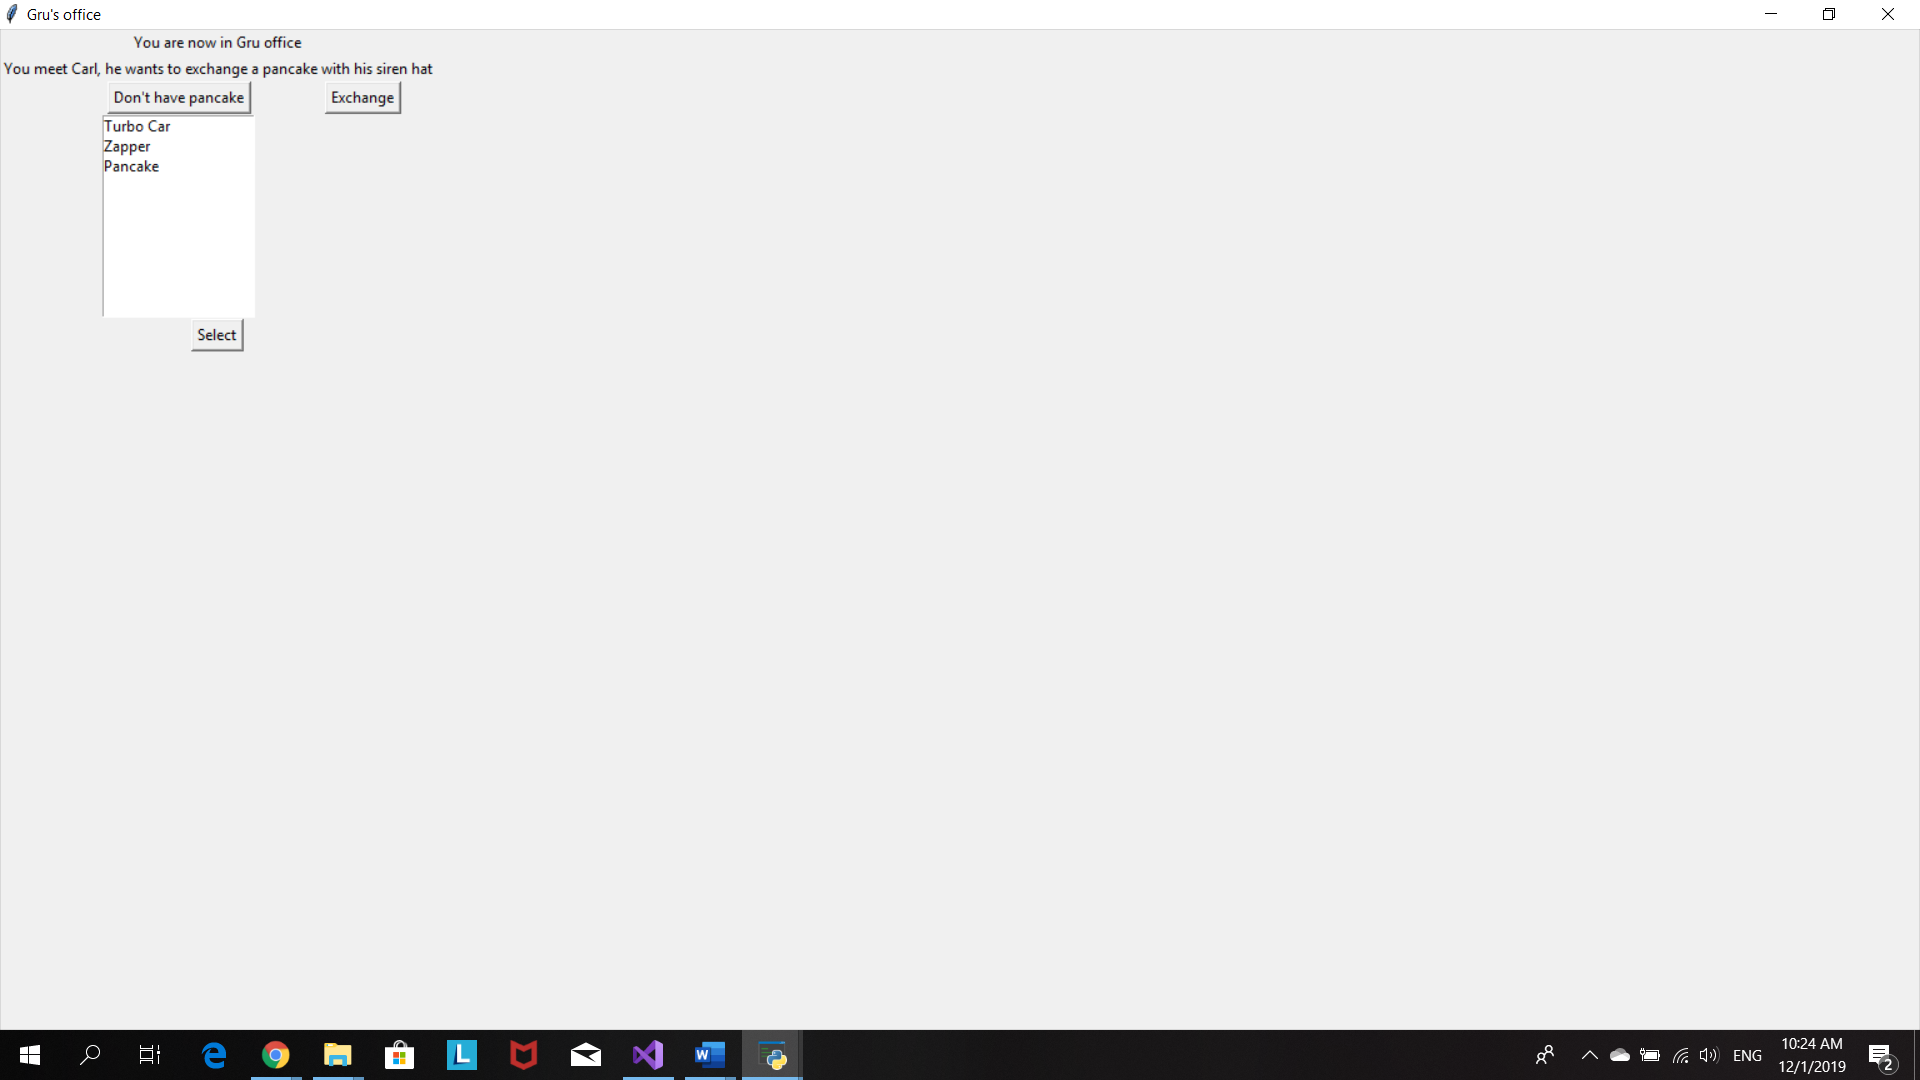 Gru's office
You are now in Gru office
You meet Carl, he wants to exchange a pancake with his siren hat
Don't have pancake Exchange
Turbo Car
Zapper
Pancake
Select
ENG
10:24 AM
12/1/2019
2